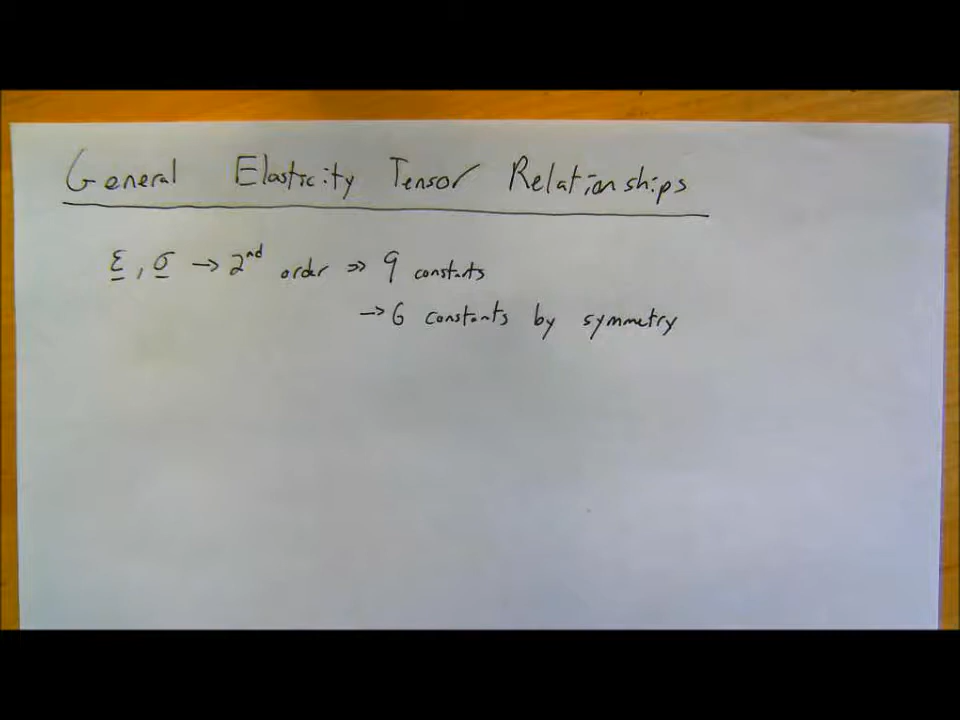 General Elasticity Tensor Relationships
ε, σ → 2nd order ⇒ 9 constants
→ 6 constants by symmetry